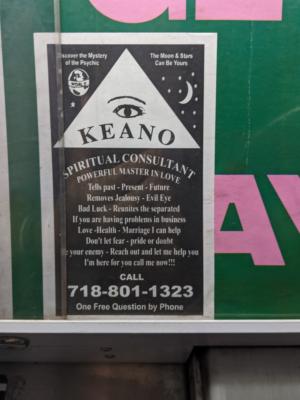 Discover the Mystery
of the Psychic
The Moon & Stars
Can Be Yours
KEANO
SPIRITUAL CONSULTANT
POWERFUL MASTER IN LOVE
Tells past - Present - Future
Removes Jealousy - Evil Eye
Bad Luck - Reunites the separated
If you are having problems in business
Love -Health - Marriage I can help
Don't let fear - pride or doubt
your enemy - Reach out and let me help you
I'm here for you call me now!!!
CALL
718-801-1323
One Free Question by Phone
AY